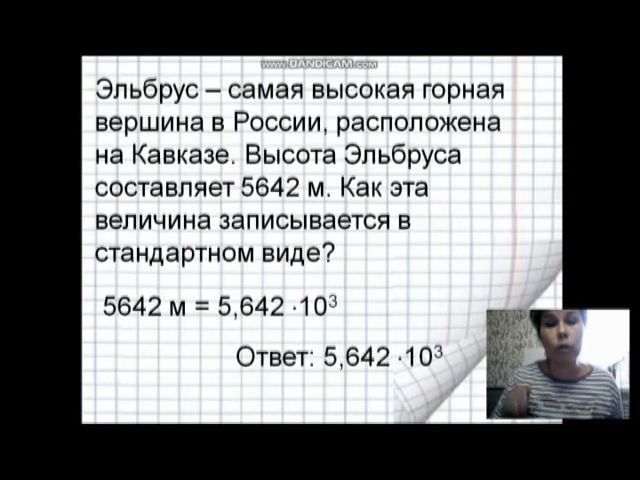 www.BANDICAM.com
Эльбрус – самая высокая горная
вершина в России, расположена
на Кавказе. Высота Эльбруса
составляет 5642 м. Как эта
величина записывается в
стандартном виде?
5642 м = 5,642 ·10³
Ответ: 5,642 ·10³